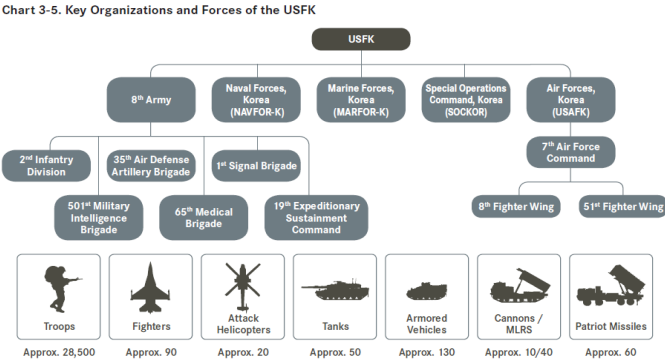 Chart 3-5. Key Organizations and Forces of the USFK
USFK
8th Army
Naval Forces,
Korea
(NAVFOR-K)
Marine Forces,
Korea
(MARFOR-K)
Special Operations
Command, Korea
(SOCKOR)
Air Forces,
Korea
(USAFK)
2nd Infantry
Division
35th Air Defense
Artillery Brigade
1st Signal Brigade
7th Air Force
Command
501st Military
Intelligence
Brigade
65th Medical
Brigade
19th Expeditionary
Sustainment
Command
8th Fighter Wing
51st Fighter Wing
Troops
Fighters
Attack
Helicopters
Tanks
Armored
Vehicles
Cannons /
MLRS
Patriot Missiles
Approx. 28,500
Approx. 90
Approx. 20
Approx. 50
Approx. 130
Approx. 10/40
Approx. 60